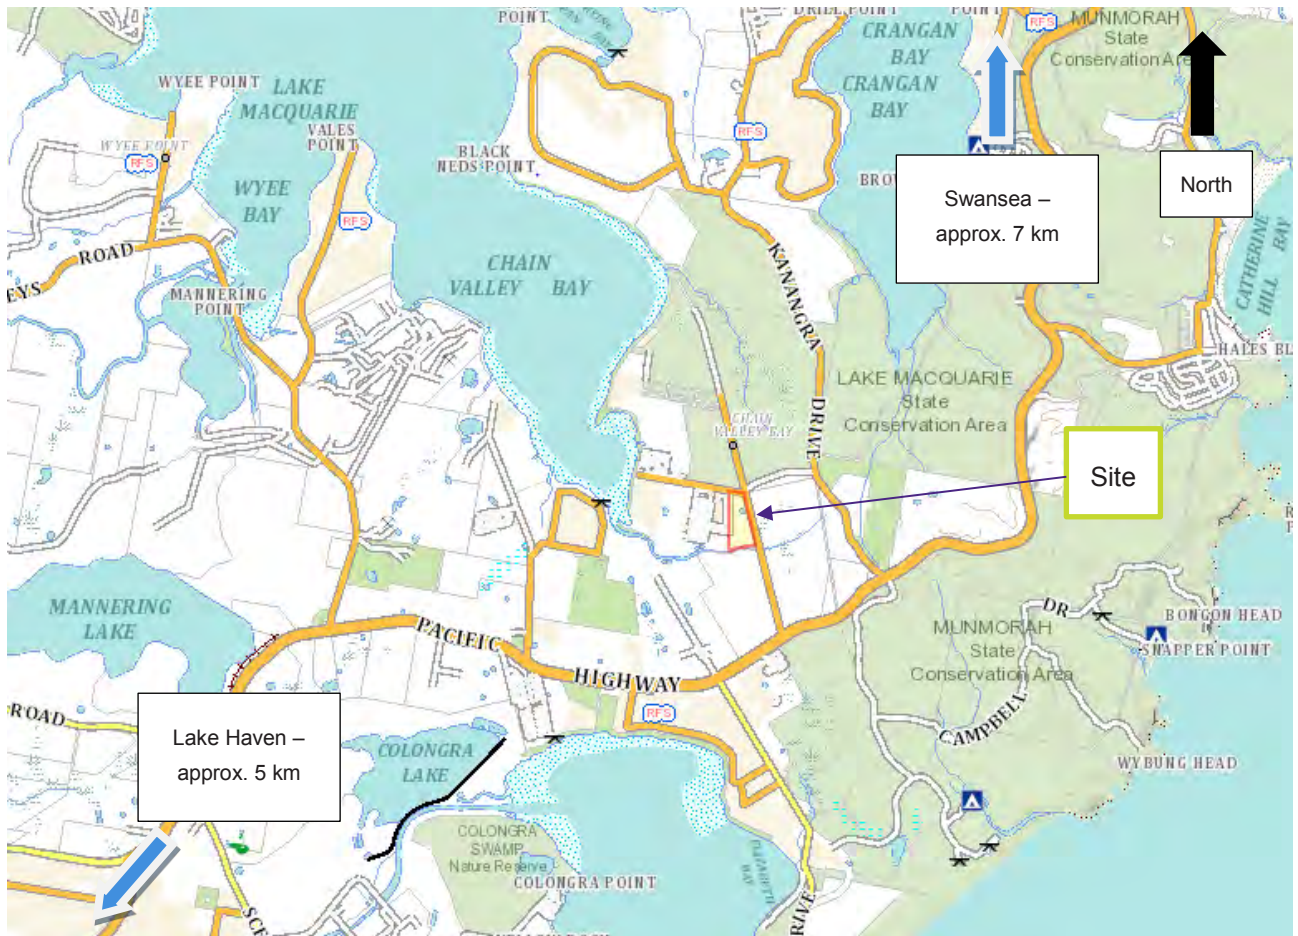 POINT
DRILL POINT
POINT
MUNMORAH
State
Conservation Area
RFS
CRANGAN
BAY
CRANGAN
BAY
WYEE POINT
LAKE
MACQUARIE
VALES
POINT
WYEE POINT
RFS
RFS
BLACK
NEDS POINT
WYEE
BAY
RFS
Swansea –
approx. 7 km
North
ROAD
EYS
MANNERING
POINT
CHAIN
VALLEY BAY
KANANGRA
DRIVE
CATHERINE
HILL BAY
HALES BL
LAKE MACQUARIE
State
Conservation Area
CHAIN
VALLEY BAY
Site
MANNERING
LAKE
PACIFIC
HIGHWAY
RFS
MUNMORAH
State
Conservation Area
DR
CAMPBELL
BONGON HEAD
SNAPPER POINT
WYBUNG HEAD
ROAD
Lake Haven –
approx. 5 km
COLONGRA
LAKE
COLONGRA
SWAMP
Nature Reserve
COLONGRA POINT
ELIZABETH
BAY
RIVE
SCE